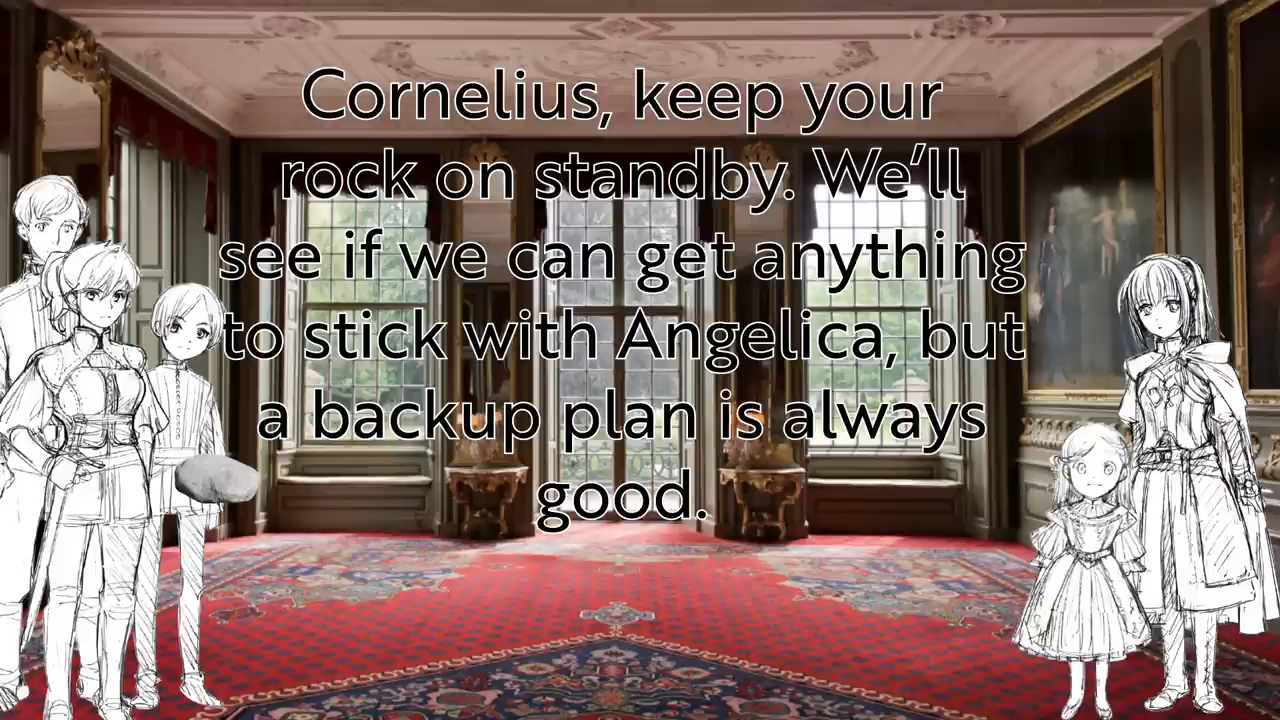 Cornelius, keep your
rock on standby. We’ll
see if we can get anything
to stick with Angelica, but
a backup plan is always
good.